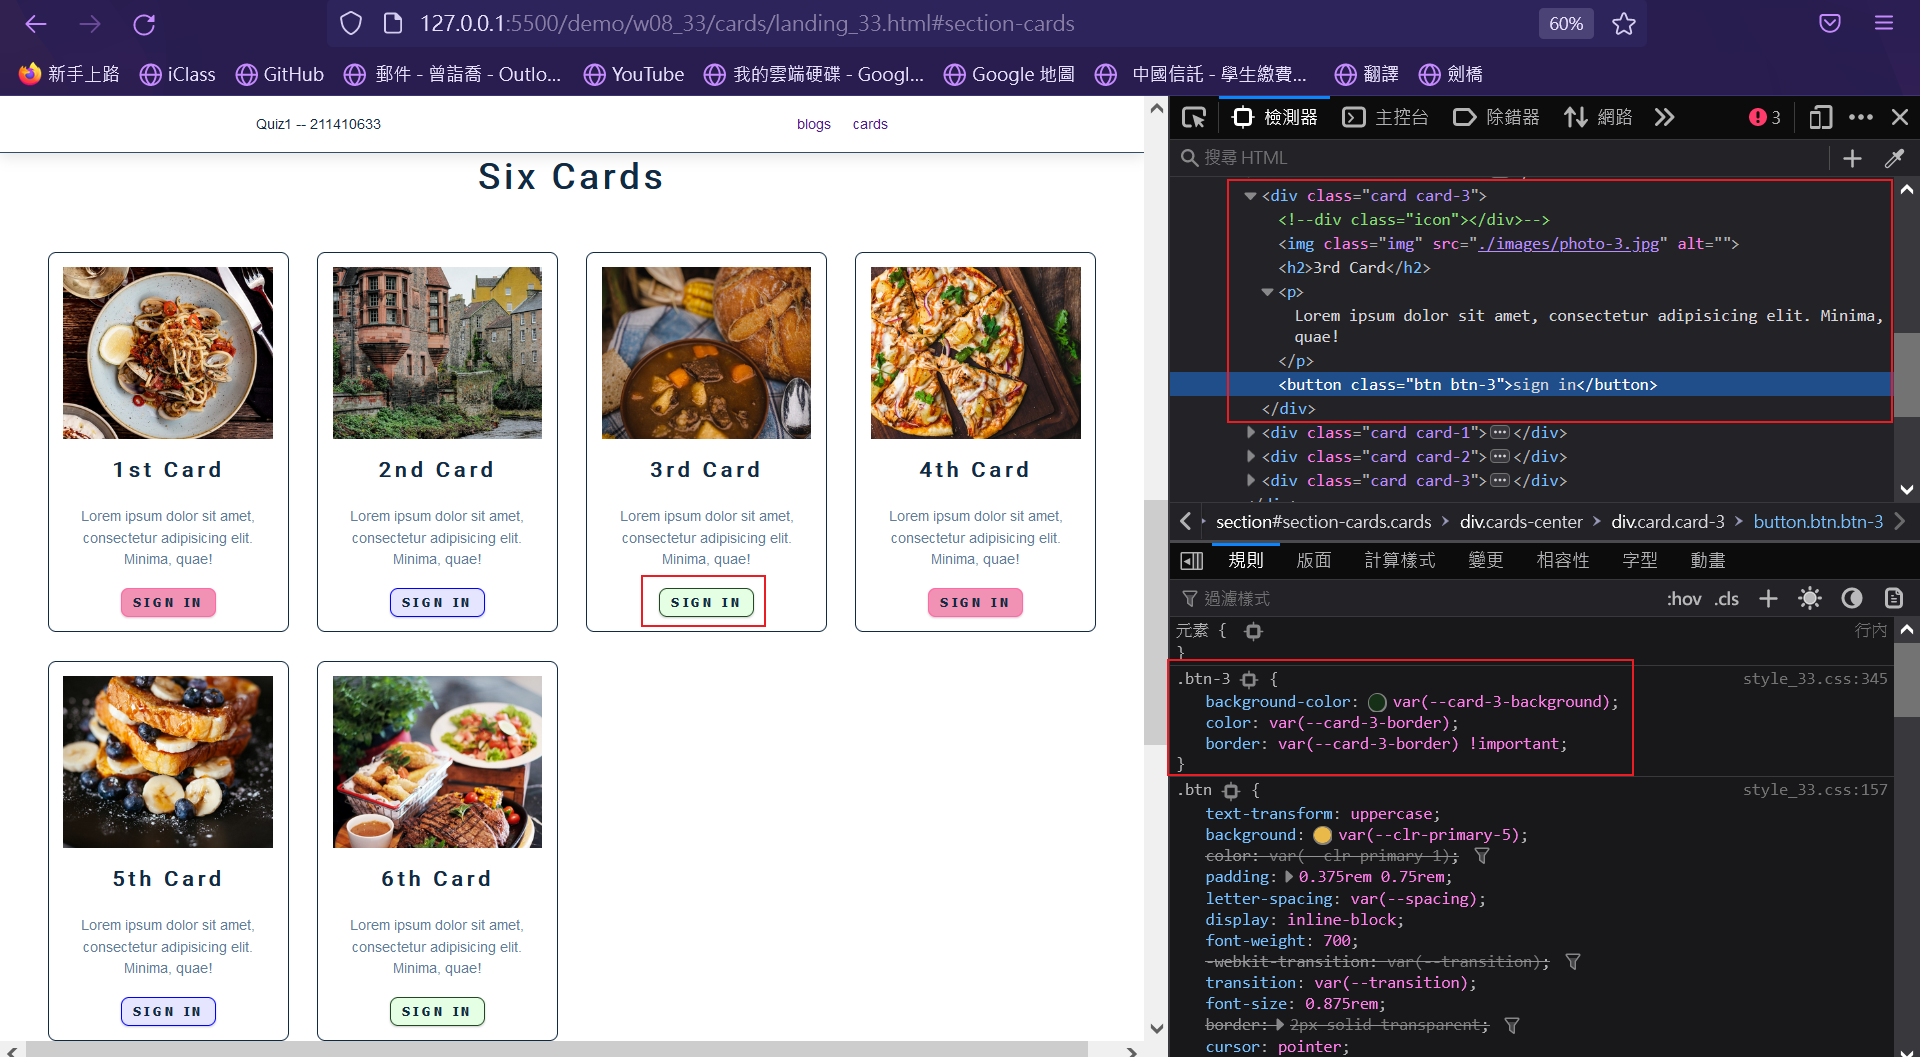 127.0.0.1:5500/demo/w08_33/cards/landing_33.html#section-cards
60%
新手上路
iClass
GitHub
郵件 - 曾詣喬 - Outlo...
YouTube
我的雲端硬碟 - Googl...
Google 地圖
中國信託 - 學生繳費...
翻譯
劍橋
Quiz1 -- 211410633
blogs
cards
Six Cards
1st Card
Lorem ipsum dolor sit amet,
consectetur adipisicing elit.
Minima, quae!
SIGN IN
2nd Card
Lorem ipsum dolor sit amet,
consectetur adipisicing elit.
Minima, quae!
SIGN IN
3rd Card
Lorem ipsum dolor sit amet,
consectetur adipisicing elit.
Minima, quae!
SIGN IN
4th Card
Lorem ipsum dolor sit amet,
consectetur adipisicing elit.
Minima, quae!
SIGN IN
5th Card
Lorem ipsum dolor sit amet,
consectetur adipisicing elit.
Minima, quae!
SIGN IN
6th Card
Lorem ipsum dolor sit amet,
consectetur adipisicing elit.
Minima, quae!
SIGN IN
檢測器
主控台
除錯器
網路
3
搜尋 HTML
<div class="card card-3">
<!--div class="icon"></div>-->
<img class="img" src="./images/photo-3.jpg" alt="">
<h2>3rd Card</h2>
<p>
Lorem ipsum dolor sit amet, consectetur adipisicing elit. Minima,
quae!
</p>
<button class="btn btn-3">sign in</button>
</div>
<div class="card card-1"></div>
<div class="card card-2"></div>
<div class="card card-3"></div>
section#section-cards.cards
div.cards-center
div.card.card-3
button.btn.btn-3
規則
版面
計算樣式
變更
相容性
字型
動畫
過濾樣式
:hov
.cls
元素 {
行內
}
.btn-3 {
style_33.css:345
background-color: var(--card-3-background);
color: var(--card-3-border);
border: var(--card-3-border) !important;
}
.btn {
style_33.css:157
text-transform: uppercase;
background: var(--clr-primary-5);
color: var(--clr-primary-1);
padding: 0.375rem 0.75rem;
letter-spacing: var(--spacing);
display: inline-block;
font-weight: 700;
-webkit-transition: var(--transition);
transition: var(--transition);
font-size: 0.875rem;
border: 2px solid transparent;
cursor: pointer;